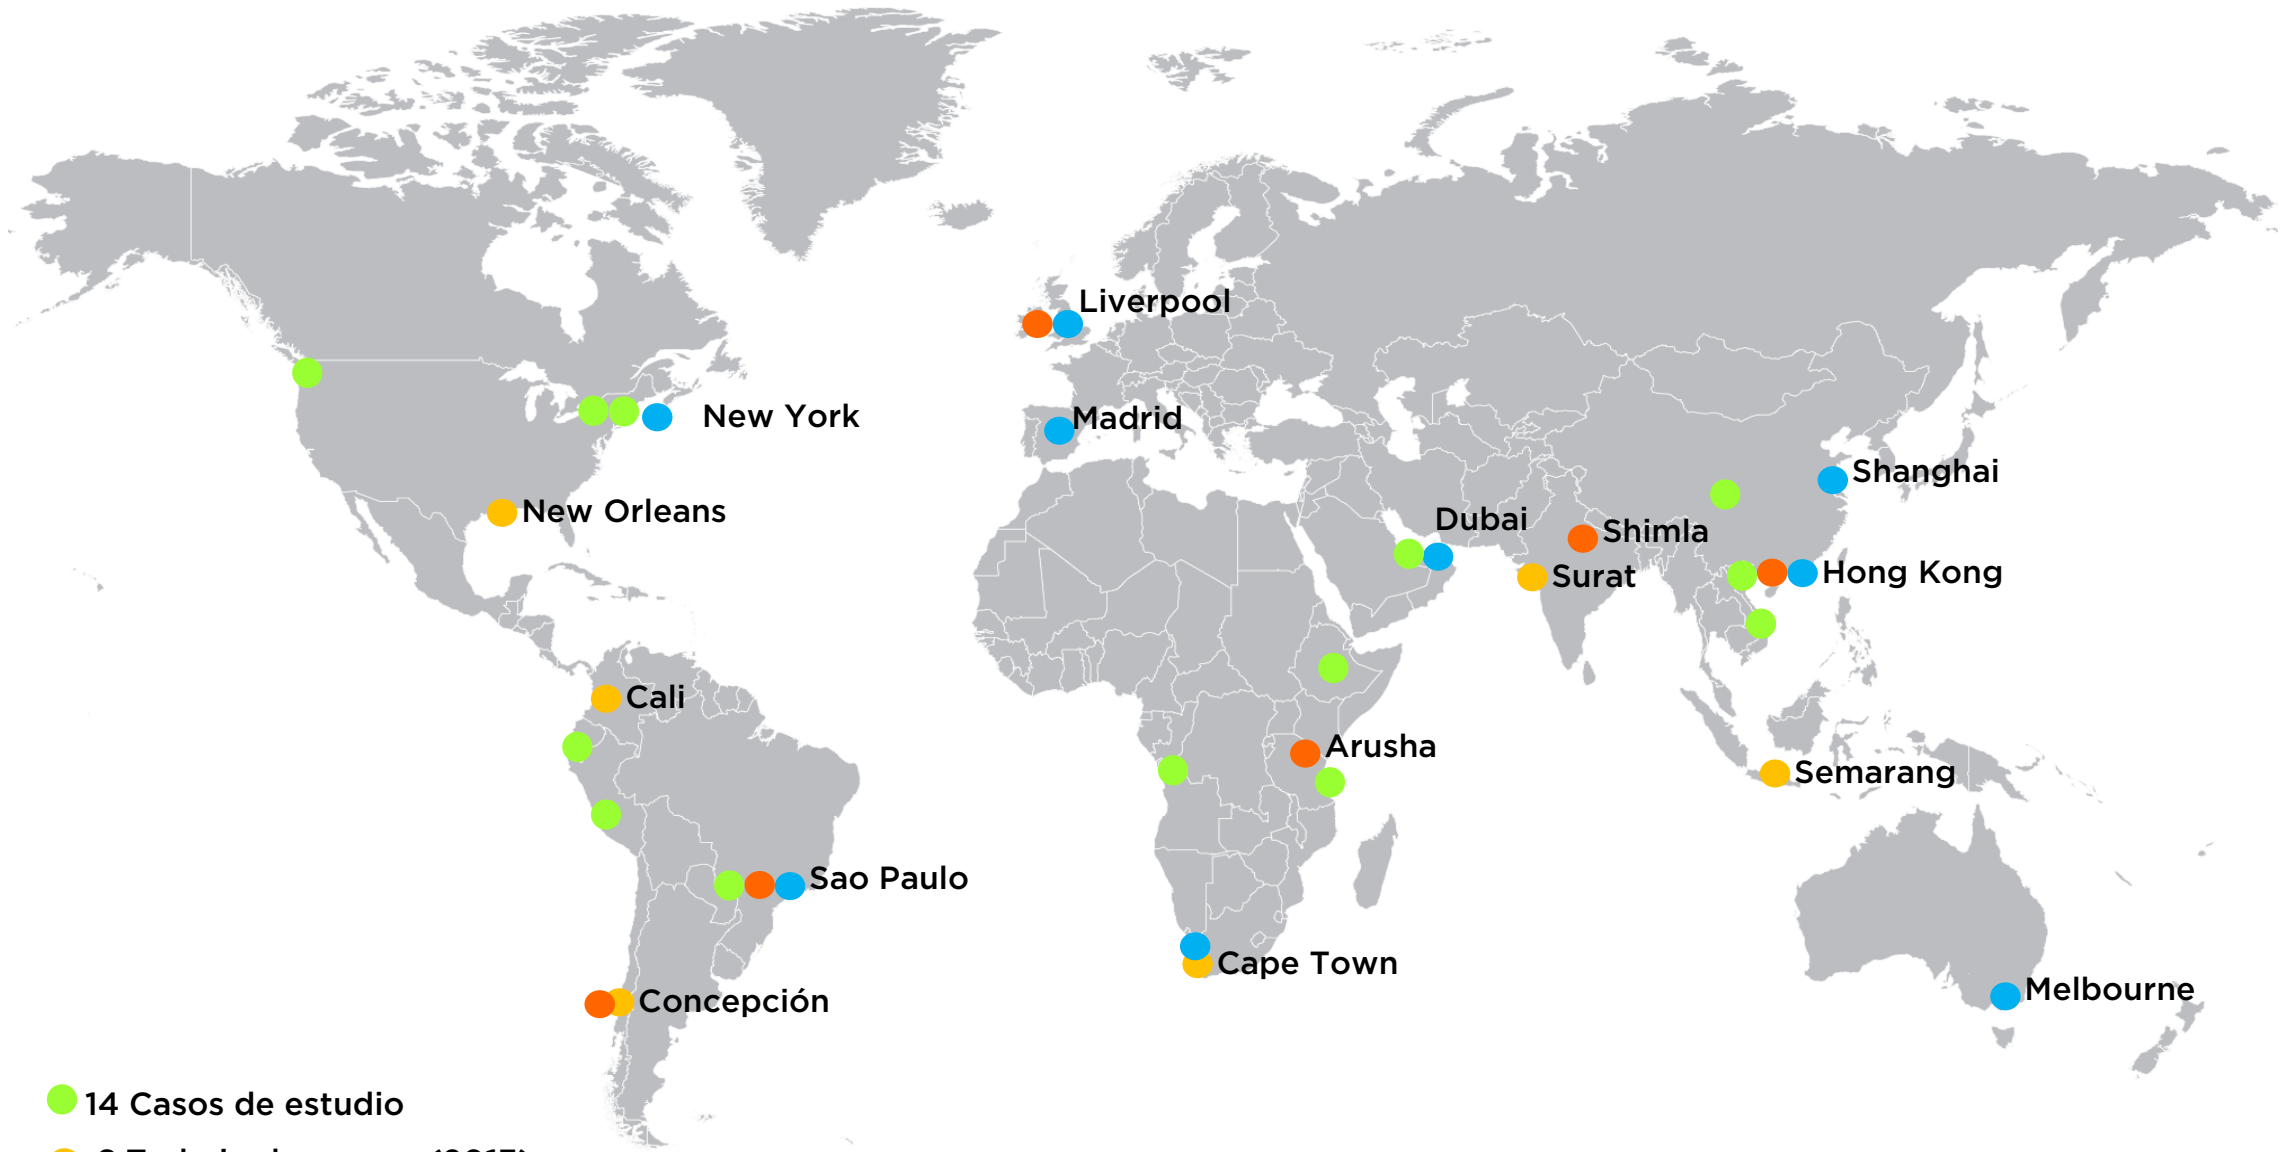 Liverpool
New York
Madrid
Shanghai
New Orleans
Dubai
Shimla
Surat
Hong Kong
Cali
Arusha
Semarang
Sao Paulo
Cape Town
Concepción
Melbourne
14 Casos de estudio